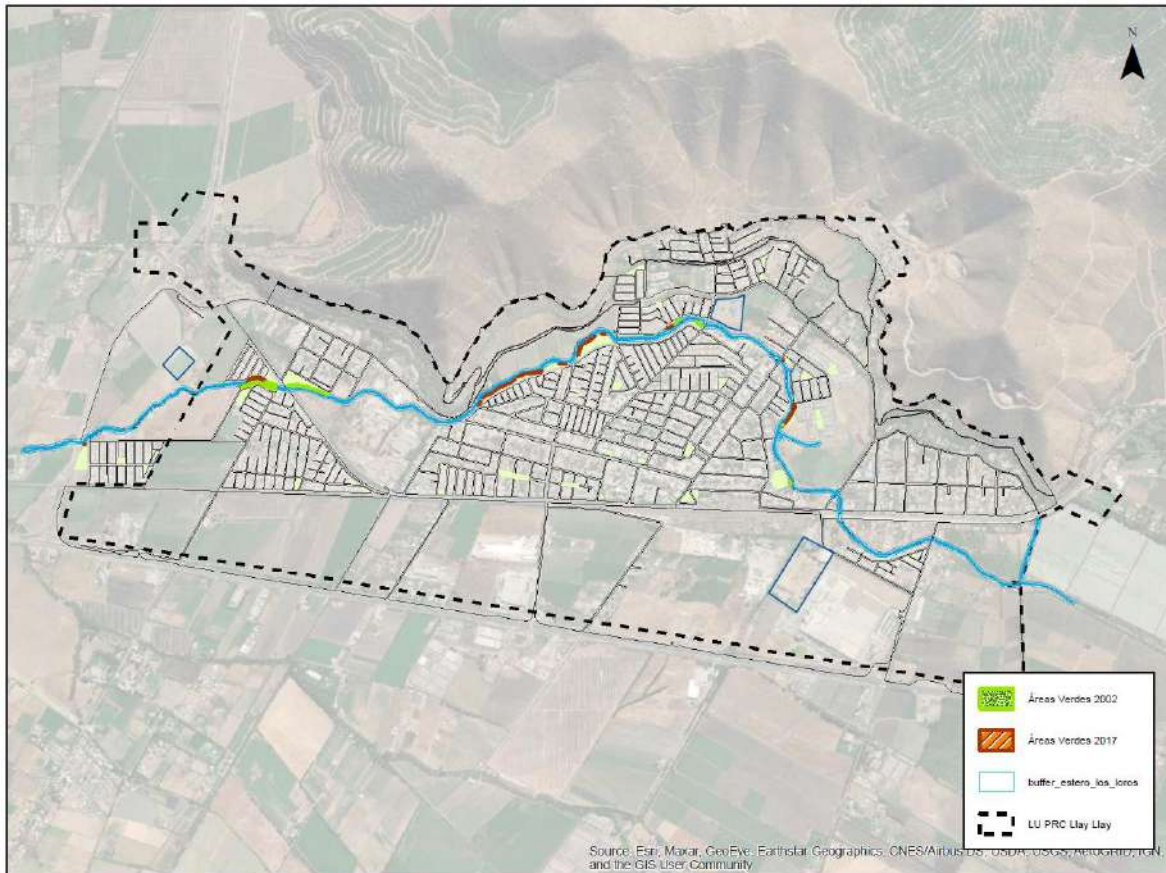 N
Áreas Verdes 2002
Áreas Verdes 2017
buffer_estero_los_loros
LU PRC Llay Llay
Source: Esri, Maxar, GeoEye, Earthstar Geographics, CNES/Airbus DS, USDA, USGS, AeroGRID, IGN,
and the GIS User Community